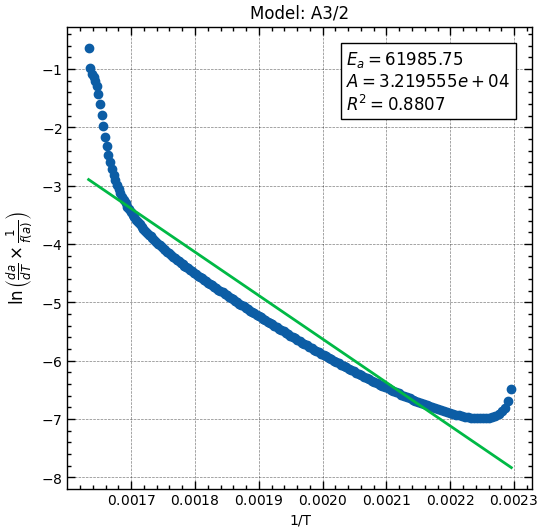 Model: A3/2
E_a = 61985.75
A = 3.219555e + 04
R^2 = 0.8807
ln(da/dT × 1/f(a))
−1
−2
−3
−4
−5
−6
−7
−8
0.0017 0.0018 0.0019 0.0020 0.0021 0.0022 0.0023
1/T